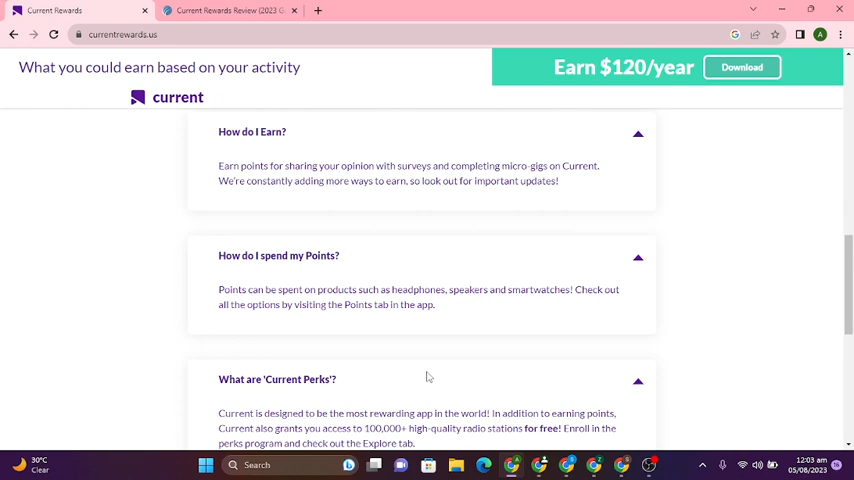 Current Rewards
Current Rewards Review (2023 G
currentrewards.us
What you could earn based on your activity
Earn $120/year
Download
current
How do I Earn?
Earn points for sharing your opinion with surveys and completing micro-gigs on Current.
We're constantly adding more ways to earn, so look out for important updates!
How do I spend my Points?
Points can be spent on products such as headphones, speakers and smartwatches! Check out
all the options by visiting the Points tab in the app.
What are 'Current Perks'?
Current is designed to be the most rewarding app in the world! In addition to earning points,
Current also grants you access to 100,000+ high-quality radio stations for free! Enroll in the
perks program and check out the Explore tab.
30°C
Clear
Search
12:03 am
05/08/2023